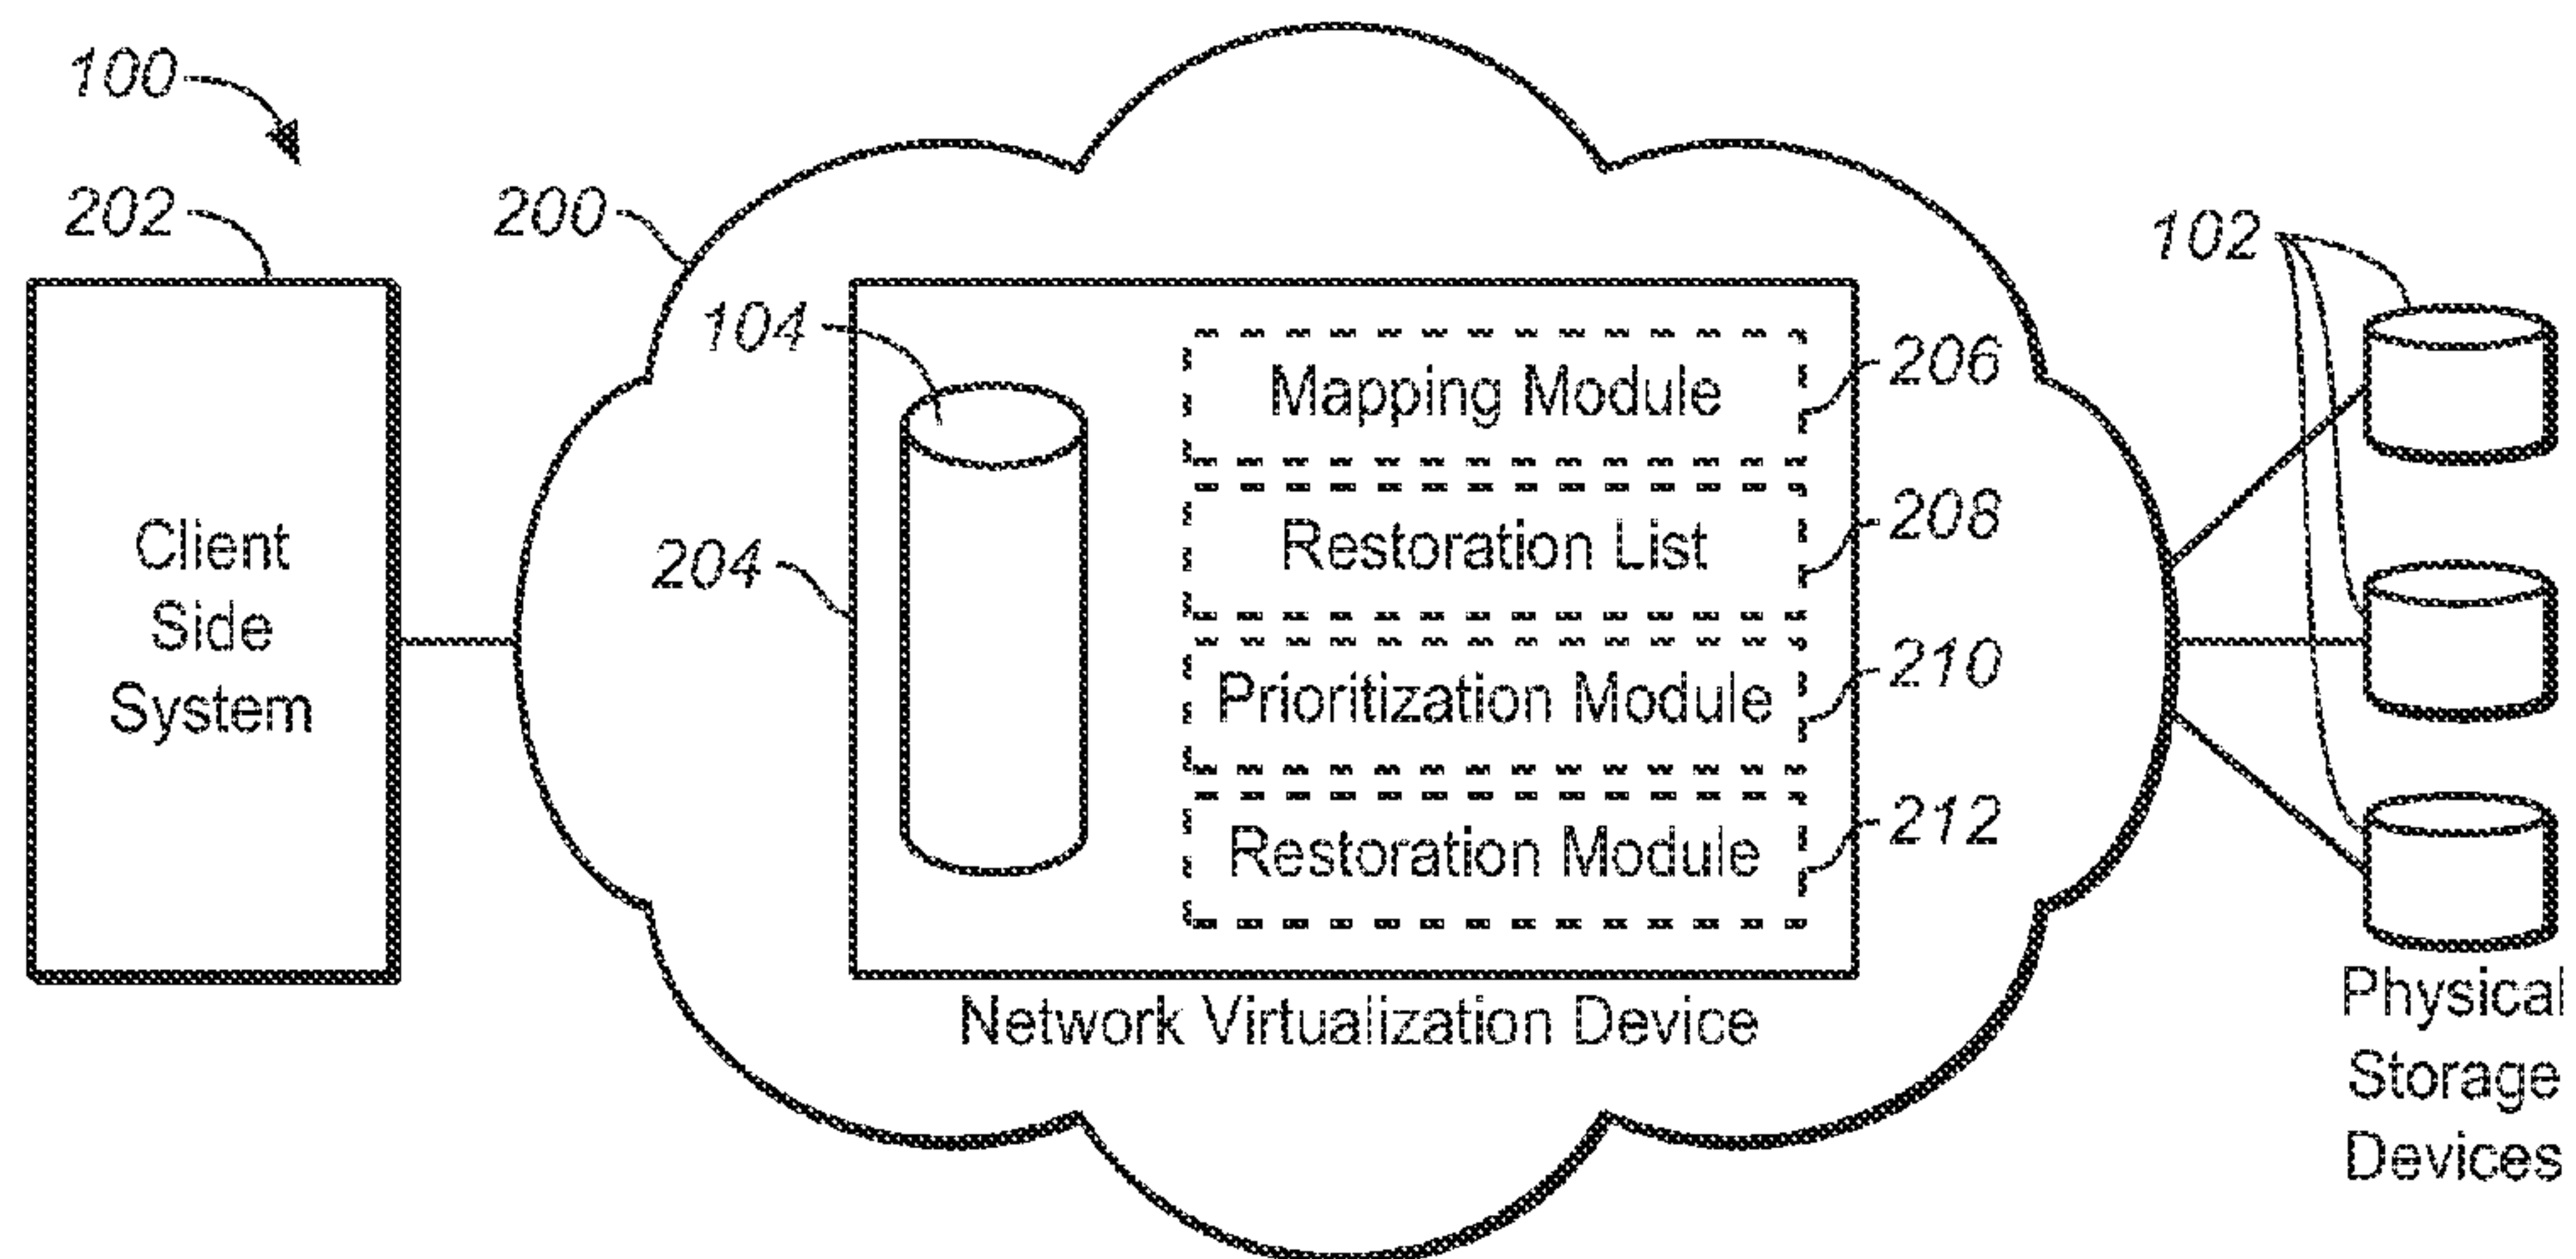 100
202
200
102
104
Mapping Module
206
Client
Side
System
Restoration List
208
204
Prioritization Module
210
Restoration Module
212
Network Virtualization Device
Physical
Storage
Devices